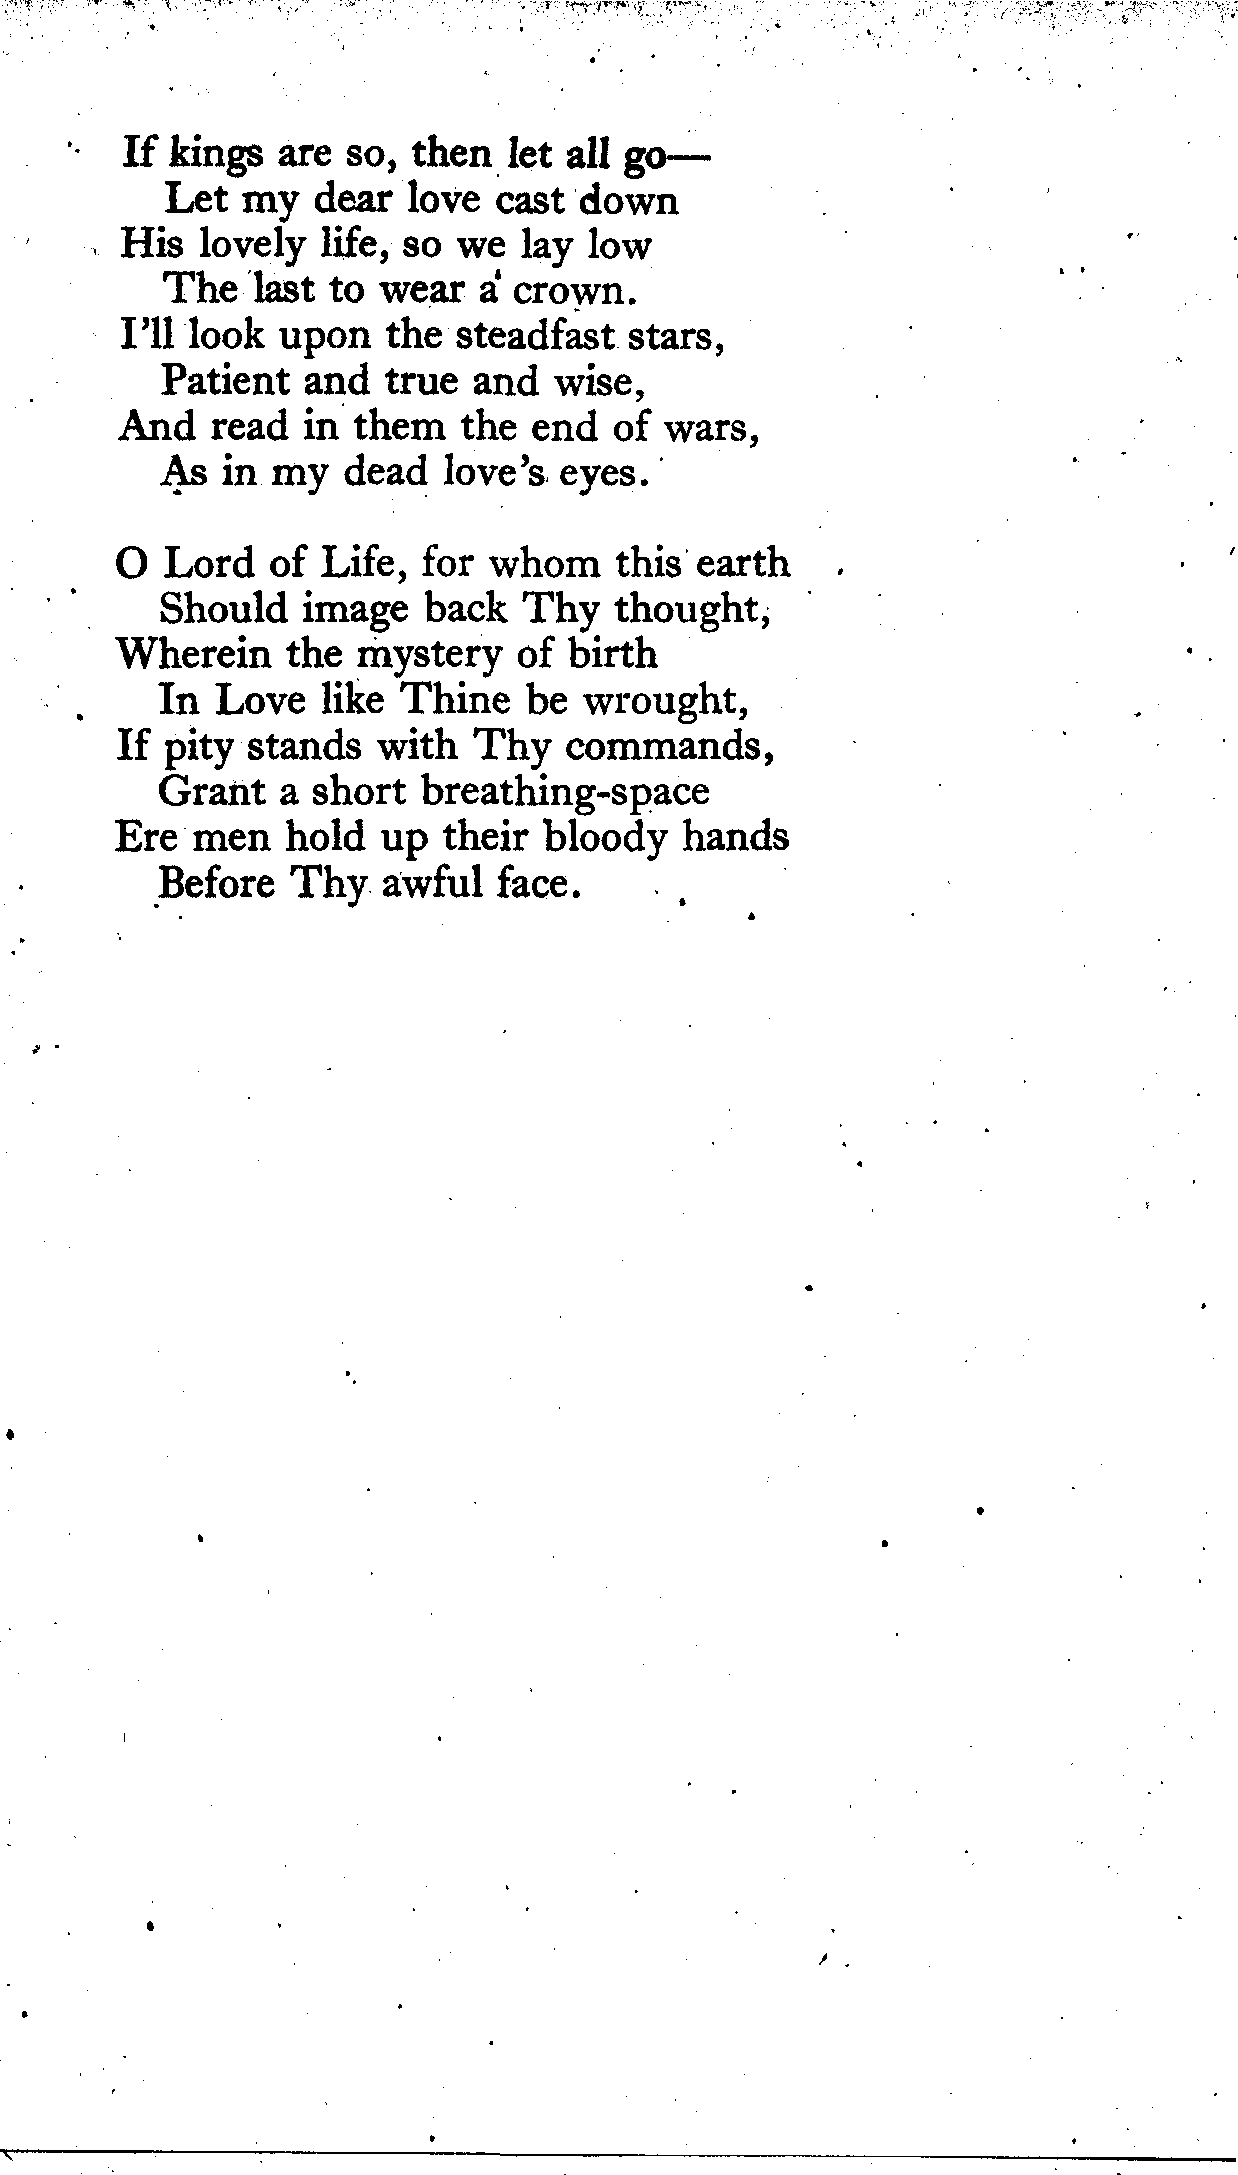 If kings are so, then let all go—
Let my dear love cast down
His lovely life, so we lay low
The last to wear a crown.
I'll look upon the steadfast stars,
Patient and true and wise,
And read in them the end of wars,
As in my dead love's eyes.

O Lord of Life, for whom this earth
Should image back Thy thought,
Wherein the mystery of birth
In Love like Thine be wrought,
If pity stands with Thy commands,
Grant a short breathing-space
Ere men hold up their bloody hands
Before Thy awful face.